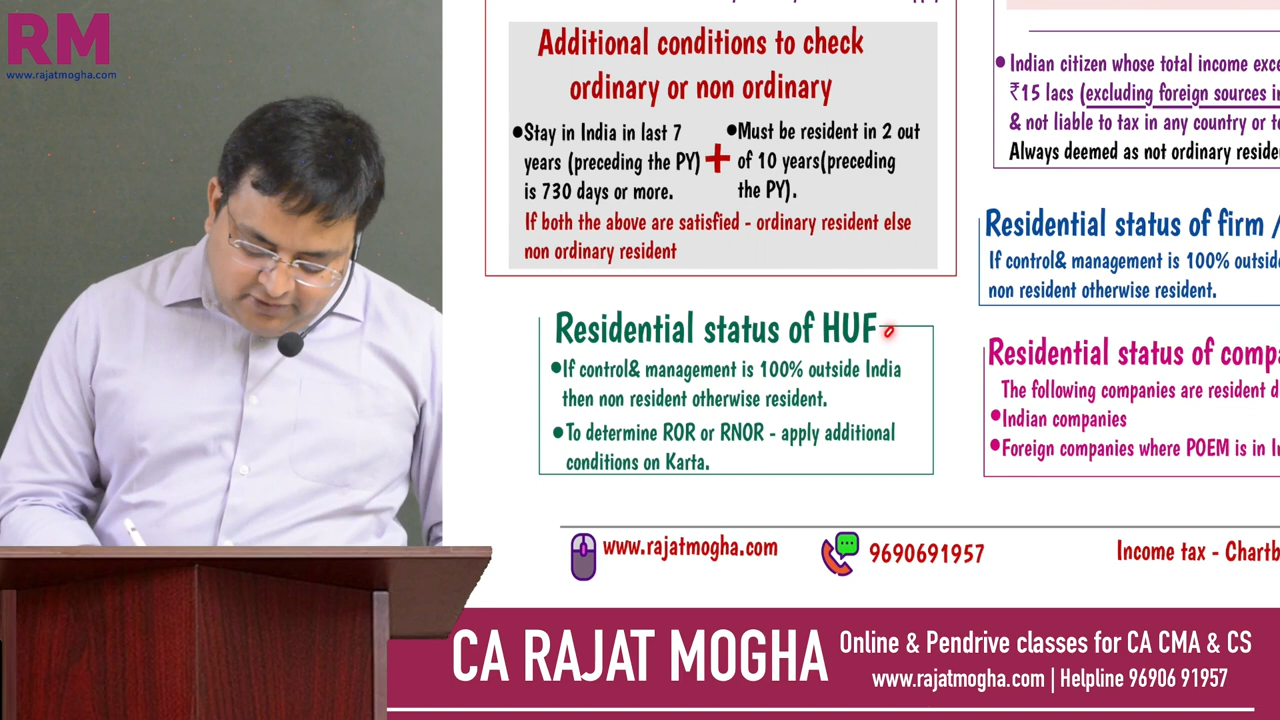 RM
www.rajatmogha.com
Additional conditions to check
ordinary or non ordinary
●Stay in India in last 7
years (preceding the PY)
is 730 days or more.
+
●Must be resident in 2 out
of 10 years(preceding
the PY).
If both the above are satisfied - ordinary resident else
non ordinary resident
Residential status of HUF
●If control& management is 100% outside India
then non resident otherwise resident.
●To determine ROR or RNOR - apply additional
conditions on Karta.
●Indian citizen whose total income exce
₹15 lacs (excluding foreign sources i
& not liable to tax in any country or t
Always deemed as not ordinary reside
Residential status of firm /
If control& management is 100% outside
non resident otherwise resident.
Residential status of comp
The following companies are resident
●Indian companies
●Foreign companies where POEM is in I
www.rajatmogha.com
9690691957
Income tax - Chartb
CA RAJAT MOGHA
Online & Pendrive classes for CA CMA & CS
www.rajatmogha.com | Helpline 96906 91957